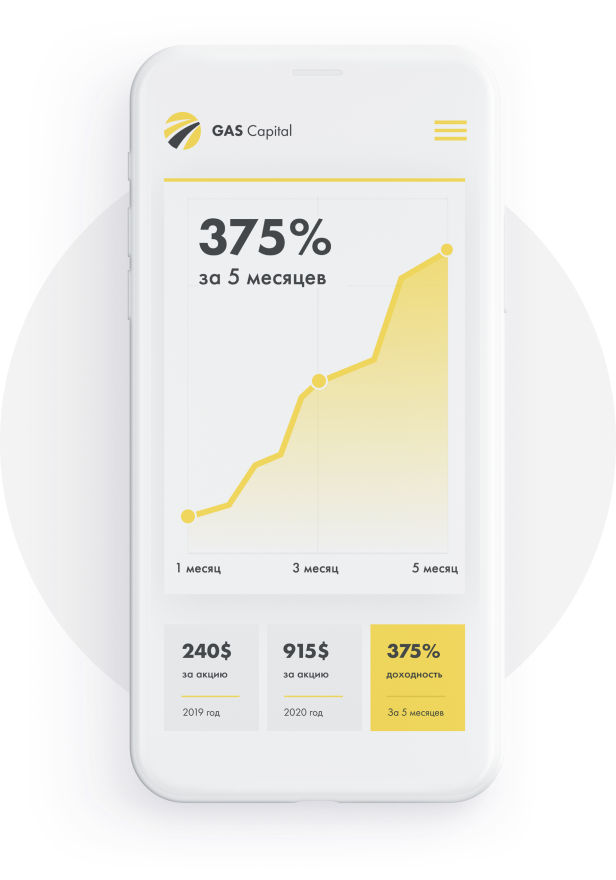 GAS Capital
375%
за 5 месяцев
1 месяц 3 месяц 5 месяц
240$ 915$ 375%
за акцию за акцию доходность
2019 год 2020 год За 5 месяцев